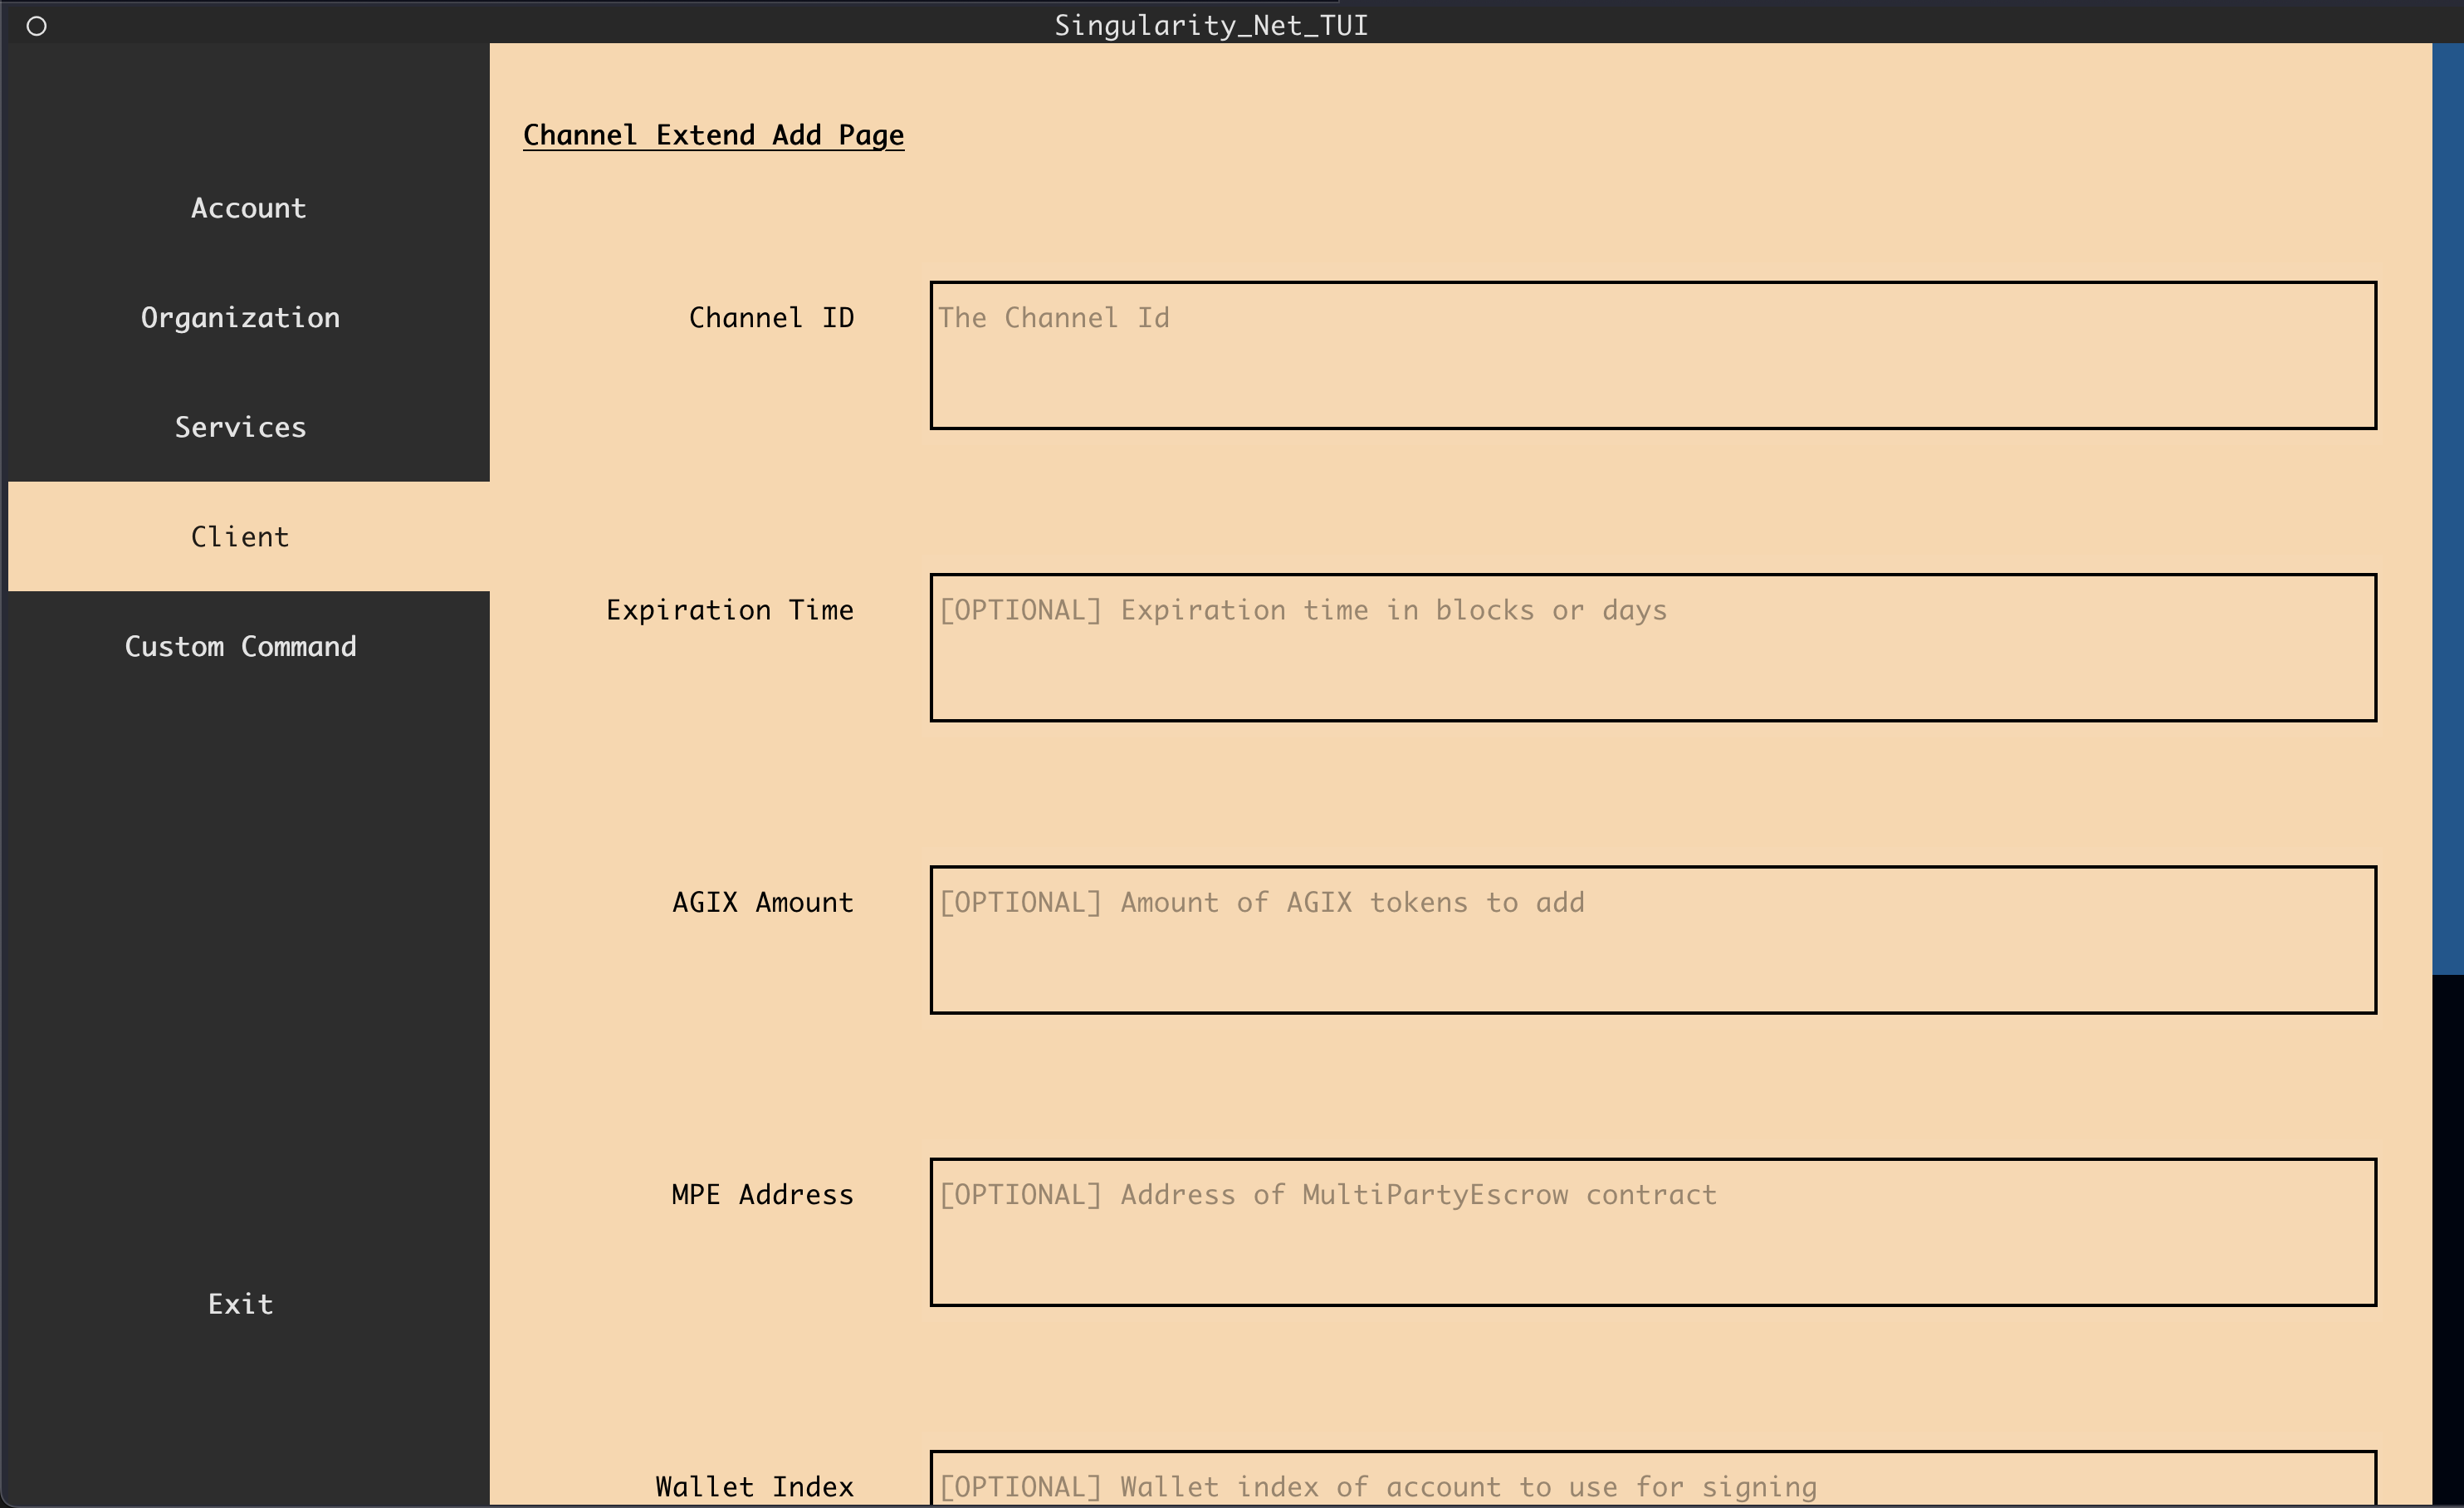 Singularity_Net_TUI
Account
Organization
Services
Client
Custom Command
Exit
Channel Extend Add Page
Channel ID
The Channel Id
Expiration Time
[OPTIONAL] Expiration time in blocks or days
AGIX Amount
[OPTIONAL] Amount of AGIX tokens to add
MPE Address
[OPTIONAL] Address of MultiPartyEscrow contract
Wallet Index
[OPTIONAL] Wallet index of account to use for signing